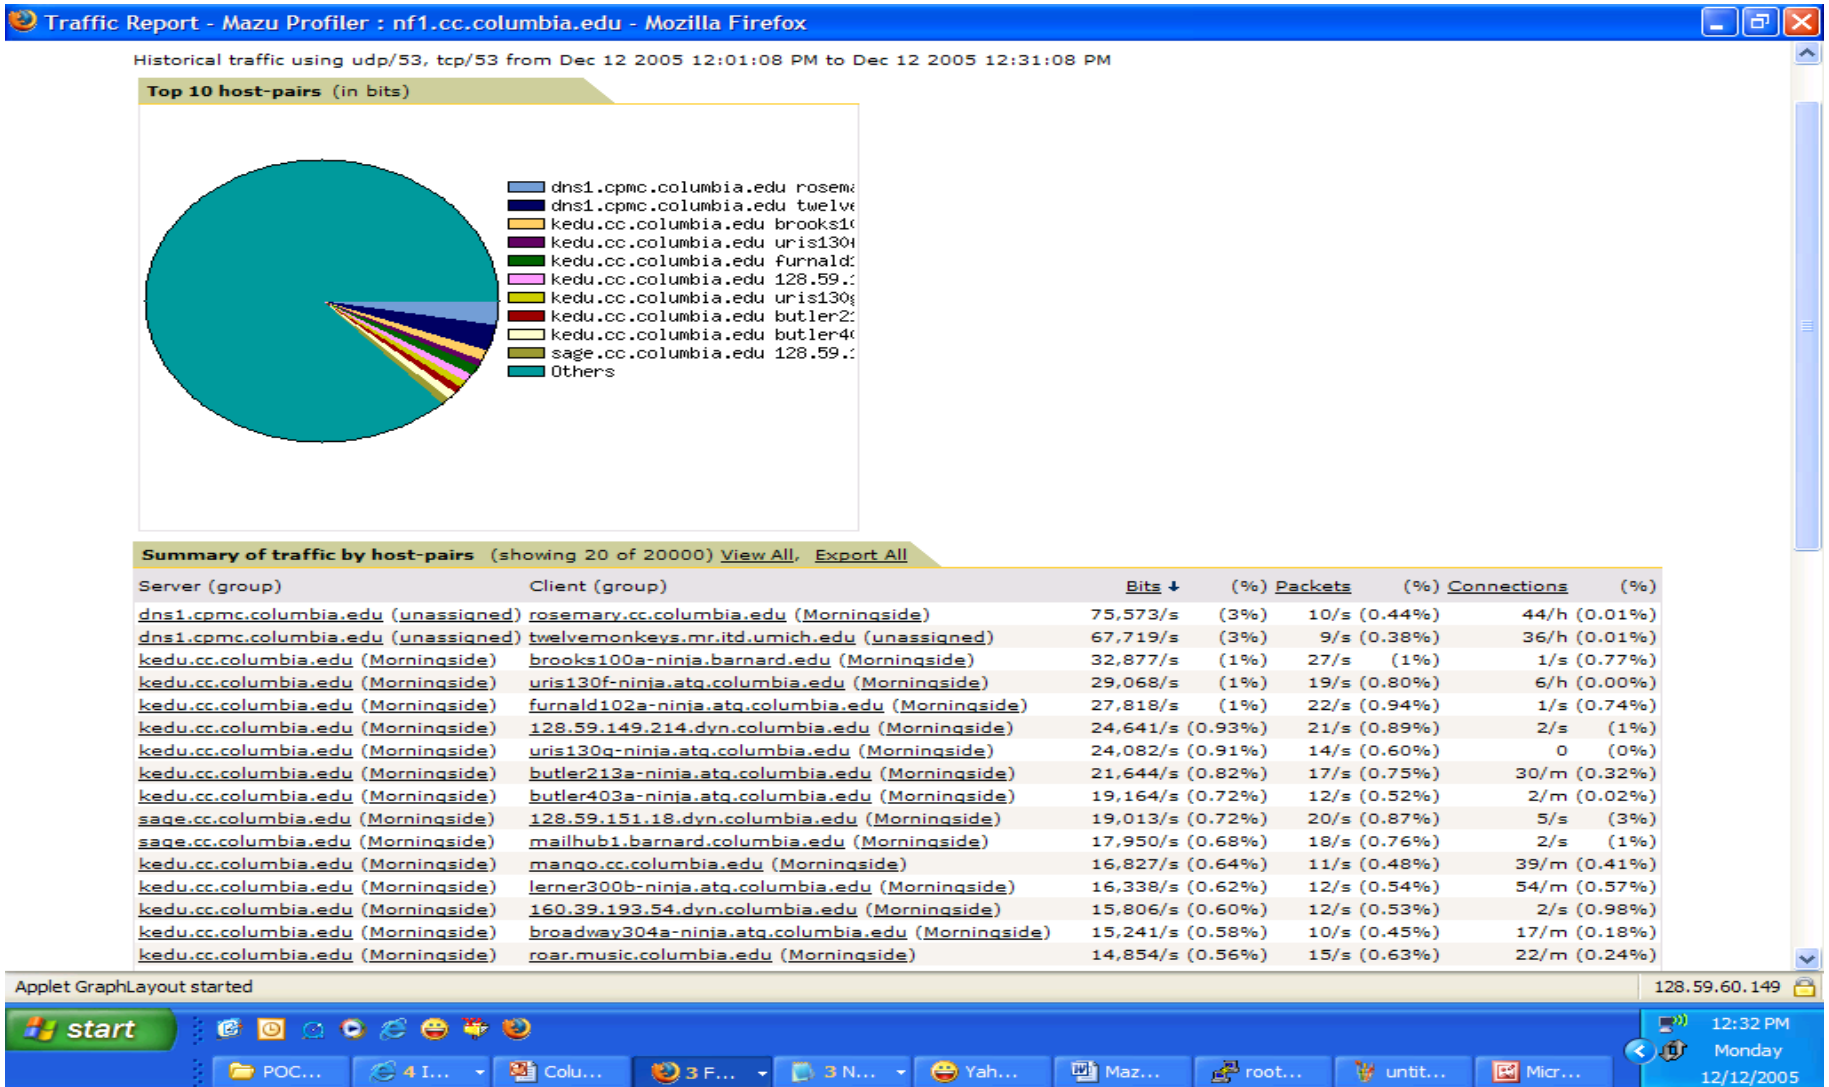 Traffic Report - Mazu Profiler : nf1.cc.columbia.edu - Mozilla Firefox
Historical traffic using udp/53, tcp/53 from Dec 12 2005 12:01:08 PM to Dec 12 2005 12:31:08 PM
Top 10 host-pairs (in bits)
dns1.cpmc.columbia.edu rosema
dns1.cpmc.columbia.edu twelve
kedu.cc.columbia.edu brooks10
kedu.cc.columbia.edu uris130
kedu.cc.columbia.edu furnald
kedu.cc.columbia.edu 128.59.
kedu.cc.columbia.edu uris130
kedu.cc.columbia.edu butler2
kedu.cc.columbia.edu butler4
sage.cc.columbia.edu 128.59.
Others
Summary of traffic by host-pairs (showing 20 of 20000) View All, Export All
Server (group) Client (group) Bits (%) Packets (%) Connections (%)
dns1.cpmc.columbia.edu (unassigned) rosemary.cc.columbia.edu (Morningside) 75,573/s (3%) 10/s (0.44%) 44/h (0.01%)
dns1.cpmc.columbia.edu (unassigned) twelvemonkeys.mr.itd.umich.edu (unassigned) 67,719/s (3%) 9/s (0.38%) 36/h (0.01%)
kedu.cc.columbia.edu (Morningside) brooks100a-ninja.barnard.edu (Morningside) 32,877/s (1%) 27/s (1%) 1/s (0.77%)
kedu.cc.columbia.edu (Morningside) uris130f-ninja.atg.columbia.edu (Morningside) 29,068/s (1%) 19/s (0.80%) 6/h (0.00%)
kedu.cc.columbia.edu (Morningside) furnald102a-ninja.atg.columbia.edu (Morningside) 27,818/s (1%) 22/s (0.94%) 1/s (0.74%)
kedu.cc.columbia.edu (Morningside) 128.59.149.214.dyn.columbia.edu (Morningside) 24,641/s (0.93%) 21/s (0.89%) 2/s (1%)
kedu.cc.columbia.edu (Morningside) uris130g-ninja.atg.columbia.edu (Morningside) 24,082/s (0.91%) 14/s (0.60%) 0 (0%)
kedu.cc.columbia.edu (Morningside) butler213a-ninja.atg.columbia.edu (Morningside) 21,644/s (0.82%) 17/s (0.75%) 30/m (0.32%)
kedu.cc.columbia.edu (Morningside) butler403a-ninja.atg.columbia.edu (Morningside) 19,164/s (0.72%) 12/s (0.52%) 2/m (0.02%)
sage.cc.columbia.edu (Morningside) 128.59.151.18.dyn.columbia.edu (Morningside) 19,013/s (0.72%) 20/s (0.87%) 5/s (3%)
sage.cc.columbia.edu (Morningside) mailhub1.barnard.columbia.edu (Morningside) 17,950/s (0.68%) 18/s (0.76%) 2/s (1%)
kedu.cc.columbia.edu (Morningside) mango.cc.columbia.edu (Morningside) 16,827/s (0.64%) 11/s (0.48%) 39/m (0.41%)
kedu.cc.columbia.edu (Morningside) lerner300b-ninja.atg.columbia.edu (Morningside) 16,338/s (0.62%) 12/s (0.54%) 54/m (0.57%)
kedu.cc.columbia.edu (Morningside) 160.39.193.54.dyn.columbia.edu (Morningside) 15,806/s (0.60%) 12/s (0.53%) 2/s (0.98%)
kedu.cc.columbia.edu (Morningside) broadway304a-ninja.atg.columbia.edu (Morningside) 15,241/s (0.58%) 10/s (0.45%) 17/m (0.18%)
kedu.cc.columbia.edu (Morningside) roar.music.columbia.edu (Morningside) 14,854/s (0.56%) 15/s (0.63%) 22/m (0.24%)
Applet GraphLayout started 128.59.60.149
start 12:32 PM
Monday
POC... 4 I... Colu... 3 F... 3 N... Yah... Maz... root... untit... Micr...
12/12/2005